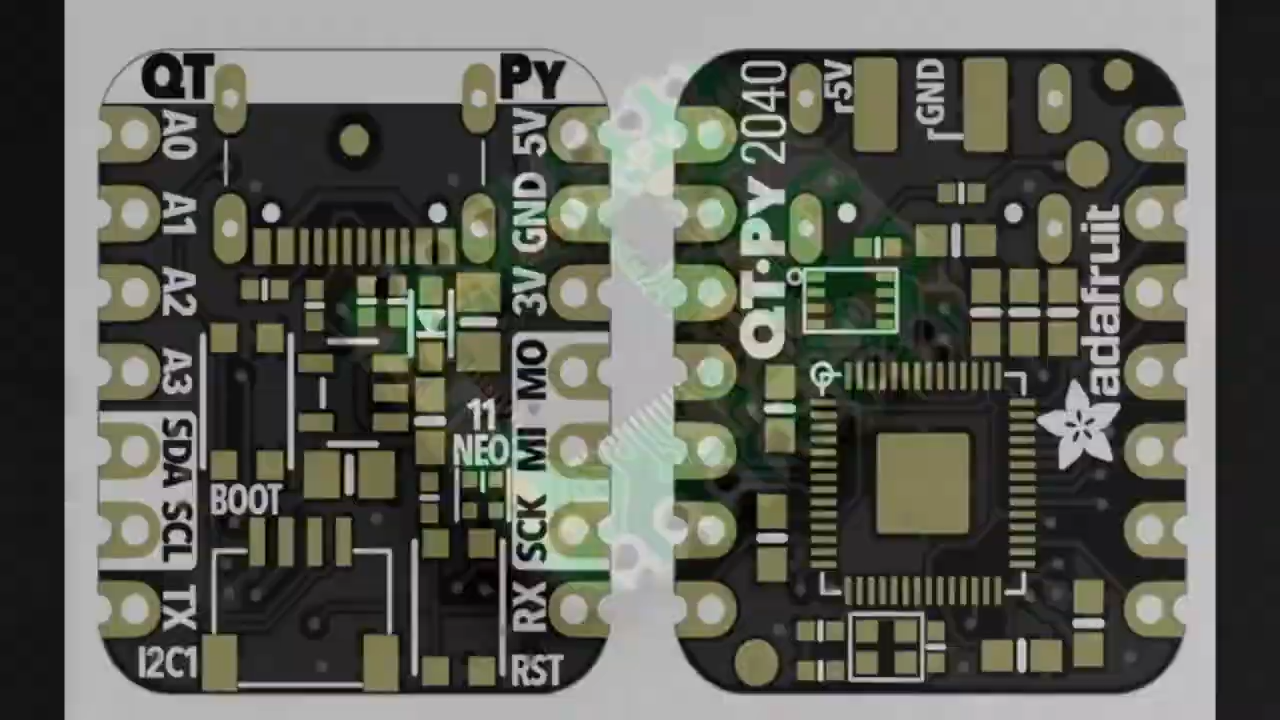 QT Py
A0
A1
A2
A3
SDA
SCL
TX
I2C1
BOOT
11
NEO
5V
GND
3V
MO
MI
SCK
RX
RST
QT·PY 2040
5V
GND
adafruit